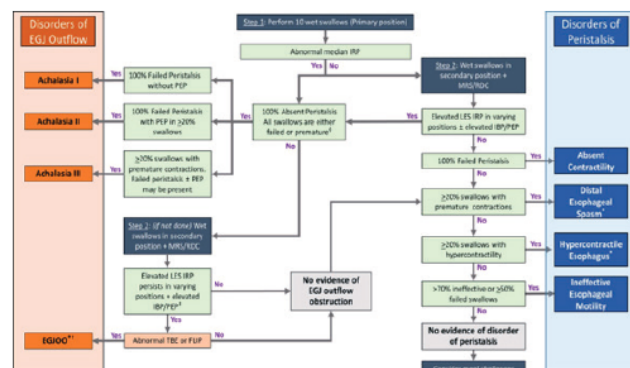 Disorders of
EGJ Outflow
Step 1: Perform 10 wet swallows (Primary position)
Disorders of
Peristalsis
Abnormal median IRP
Yes
No
Achalasia I
Yes
100% Failed Peristalsis
without PEP
Step 2: Wet swallows in
secondary position +
MRS/RDC
Achalasia II
Yes
100% Failed Peristalsis
with PEP in ≥20%
swallows
100% Absent Peristalsis
All swallows are either
failed or premature
Yes
Elevated LES IRP in varying
positions ± elevated IBP/PEP
No
Achalasia III
Yes
≥20% swallows with
premature contractions.
Failed peristalsis ± PEP
may be present
No
100% Failed Peristalsis
Yes
Absent
Contractility
No
≥20% swallows with
premature contractions
Yes
Distal
Esophageal
Spasm
No
Step 2: (if not done) Wet
swallows in secondary
position + MRS/RDC
≥20% swallows with
hypercontractility
Yes
Hypercontractile
Esophagus
No
Elevated LES IRP
persists in varying
positions + elevated
IBP/PEP
No
No evidence of
EGJ outflow
obstruction
>70% ineffective or ≥50%
failed swallows
Yes
Ineffective
Esophageal
Motility
Yes
No
EGJOO
Yes
Abnormal TBE or FLIP
No
No evidence of disorder
of peristalsis